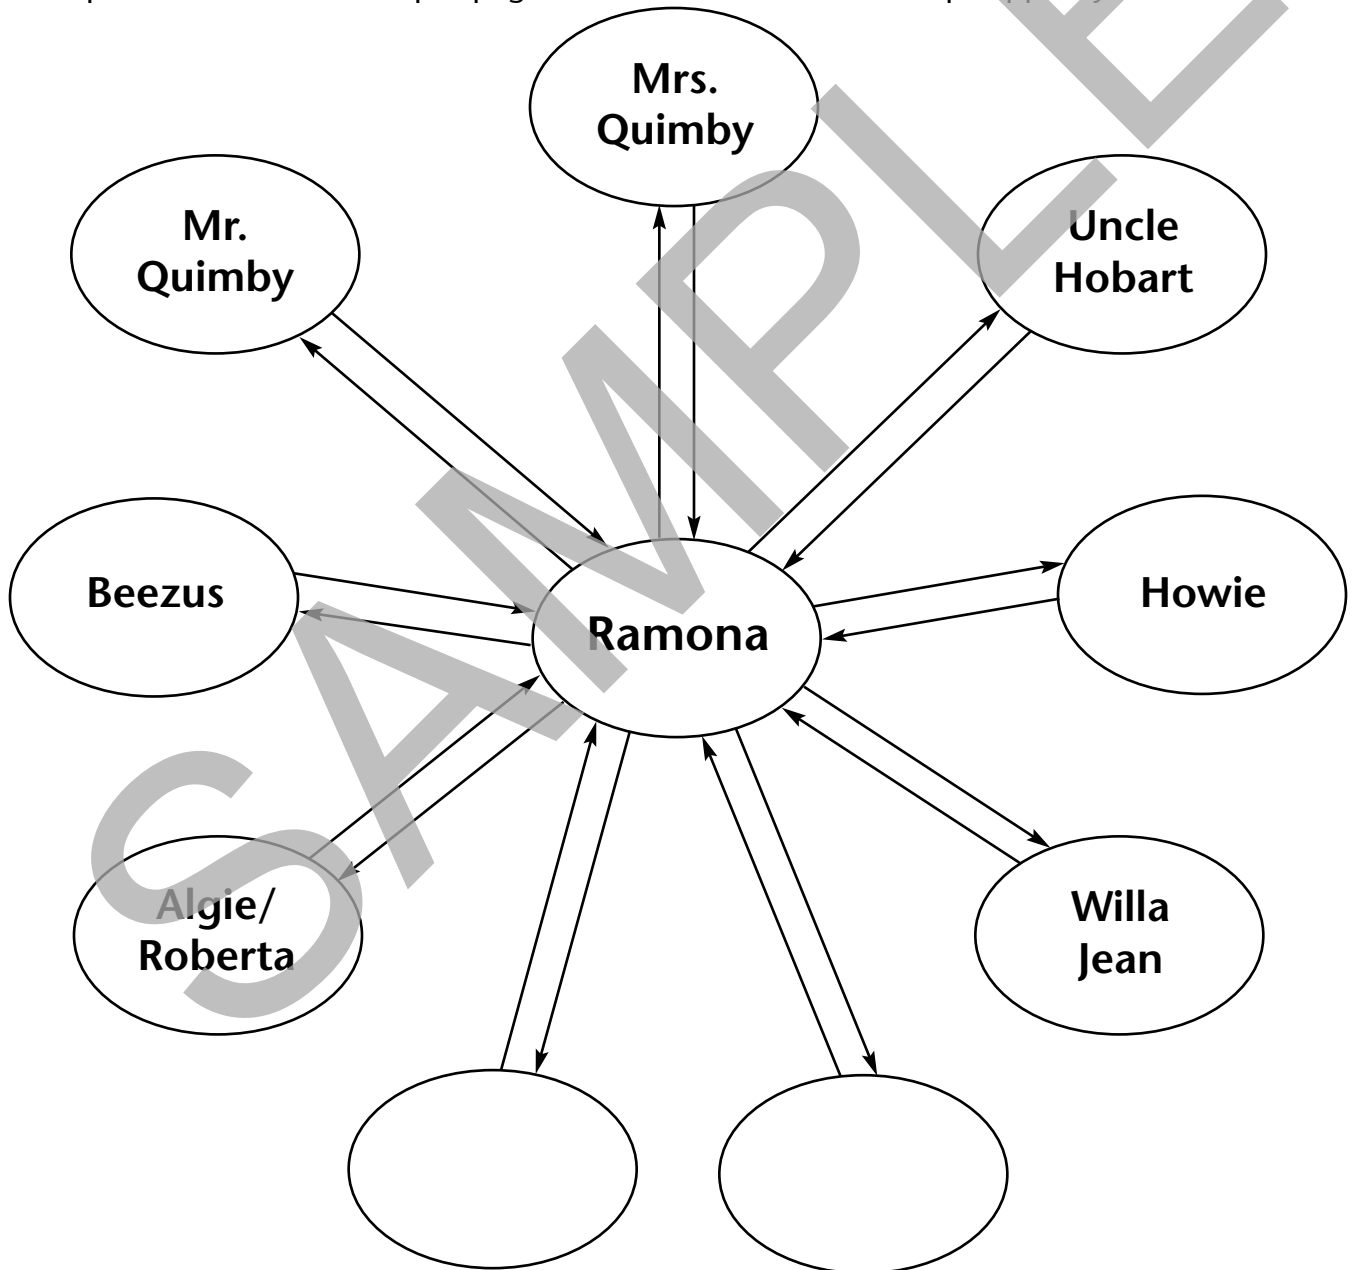 Mrs.
Quimby
Mr.
Quimby
Uncle
Hobart
Beezus
Howie
Ramona
Algie/
Roberta
Willa
Jean
SAMPLE